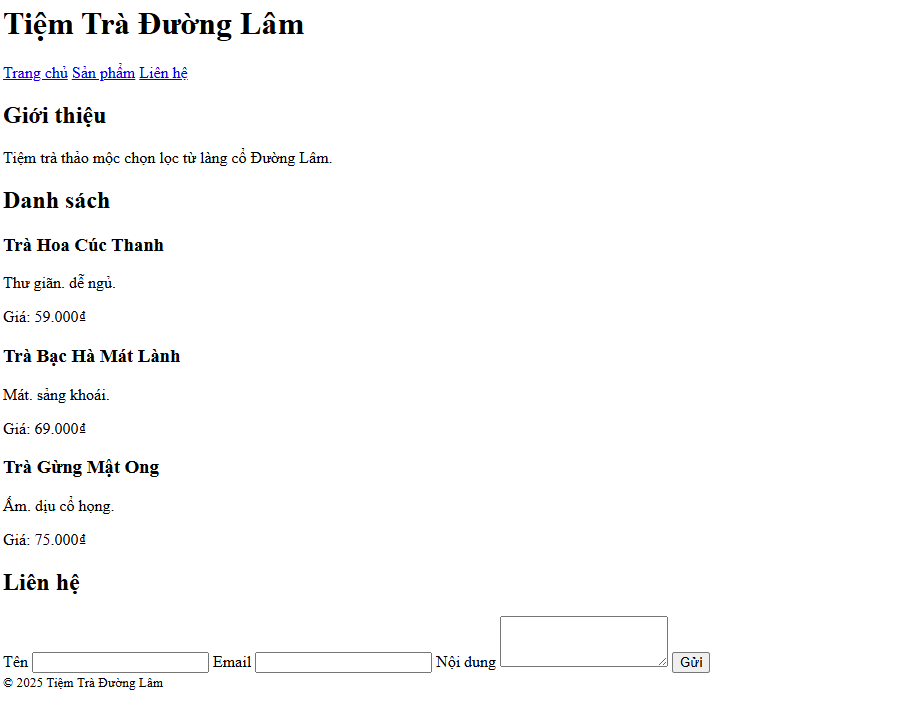 Tiệm Trà Đường Lâm
Trang chủ Sản phẩm Liên hệ
Giới thiệu
Tiệm trà thảo mộc chọn lọc từ làng cổ Đường Lâm.
Danh sách
Trà Hoa Cúc Thanh
Thư giãn. dễ ngủ.
Giá: 59.000₫
Trà Bạc Hà Mát Lành
Mát. sảng khoái.
Giá: 69.000₫
Trà Gừng Mật Ong
Ấm. dịu cổ họng.
Giá: 75.000₫
Liên hệ
Tên Email Nội dung Gửi
© 2025 Tiệm Trà Đường Lâm